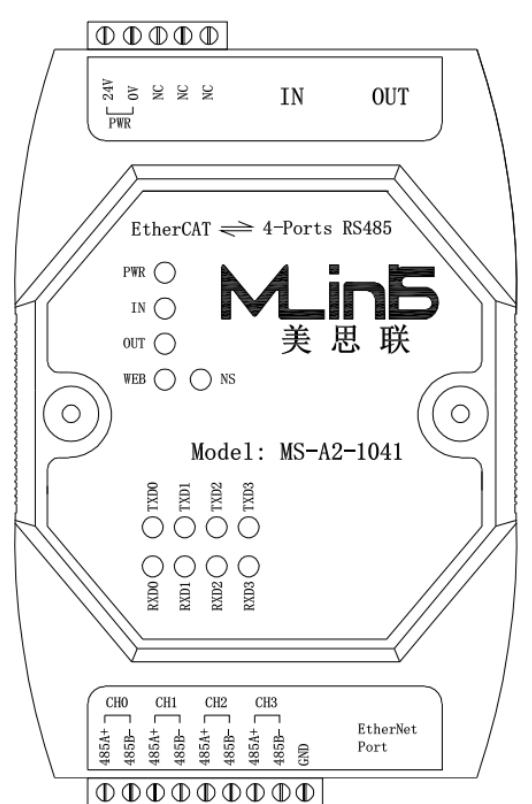 24V 0V NC NC NC
PWR
IN OUT
EtherCAT ⇌ 4-Ports RS485
PWR
IN
OUT
WEB NS
MLinS
美思联
Model: MS-A2-1041
TXD0 TXD1 TXD2 TXD3
RXD0 RXD1 RXD2 RXD3
CH0 CH1 CH2 CH3
485A+ 485B- 485A+ 485B- 485A+ 485B- 485A+ 485B- GND
EtherNet
Port